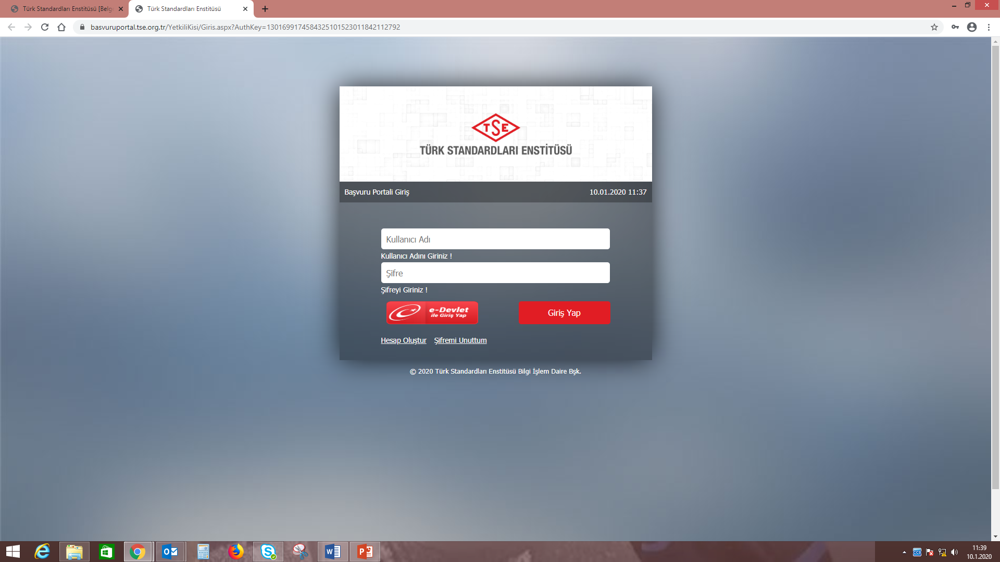 Türk Standardları Enstitüsü [Belg
Türk Standardları Enstitüsü
basvuruportal.tse.org.tr/YetkiliKisi/Giris.aspx?AuthKey=1301699174584325101523011842112792
TSE
TÜRK STANDARDLARI ENSTİTÜSÜ
Başvuru Portali Giriş
10.01.2020 11:37
Kullanıcı Adı
Kullanıcı Adını Giriniz !
Şifre
Şifreyi Giriniz !
e-Devlet
ile Giriş Yap
Giriş Yap
Hesap Oluştur
Şifremi Unuttum
© 2020 Türk Standardları Enstitüsü Bilgi İşlem Daire Bşk.
11:39
10.1.2020